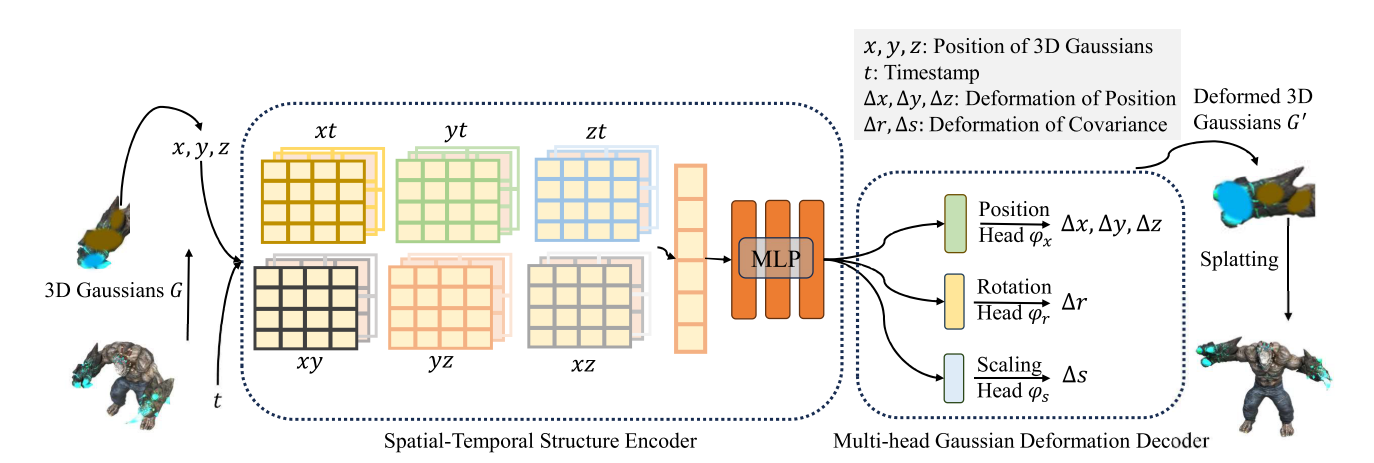 x, y, z: Position of 3D Gaussians
t: Timestamp
Δx, Δy, Δz: Deformation of Position
Δr, Δs: Deformation of Covariance
x, y, z
3D Gaussians G
t
xt
yt
zt
xy
yz
xz
MLP
Spatial-Temporal Structure Encoder
Position
Head φₓ
Δx, Δy, Δz
Rotation
Head φᵣ
Δr
Scaling
Head φₛ
Δs
Multi-head Gaussian Deformation Decoder
Deformed 3D
Gaussians G′
Splatting